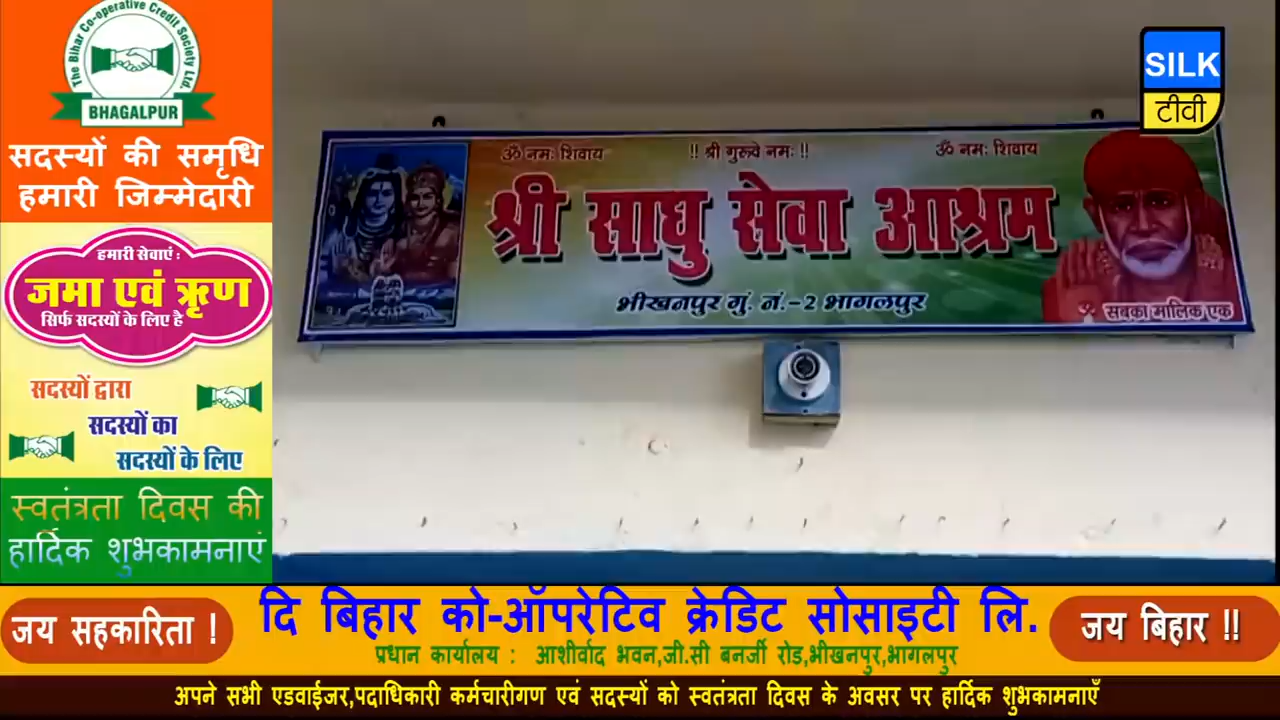 The Bihar Co-operative Credit Society Ltd.
BHAGALPUR
सदस्यों की समृधि
हमारी जिम्मेदारी
हमारी सेवाएं :
जमा एवं ऋृण
सिर्फ सदस्यों के लिए है
सदस्यों द्वारा
सदस्यों का
सदस्यों के लिए
स्वतंत्रता दिवस की
हार्दिक शुभकामनाएं
SILK
टीवी
ॐ नमः शिवाय !! श्री गुरूवे नमः !! ॐ नमः शिवाय
श्री साधु सेवा आश्रम
भीखनपुर गुं. नं.-2 भागलपुर
ॐ सबका मालिक एक
जय सहकारिता !
दि बिहार को-ऑपरेटिव क्रेडिट सोसाइटी लि.
प्रधान कार्यालय : आशीर्वाद भवन,जी.सी बनर्जी रोड,भीखनपुर,भागलपुर
जय बिहार !!
अपने सभी एडवाईजर,पदाधिकारी कर्मचारीगण एवं सदस्यों को स्वतंत्रता दिवस के अवसर पर हार्दिक शुभकामनाएँ